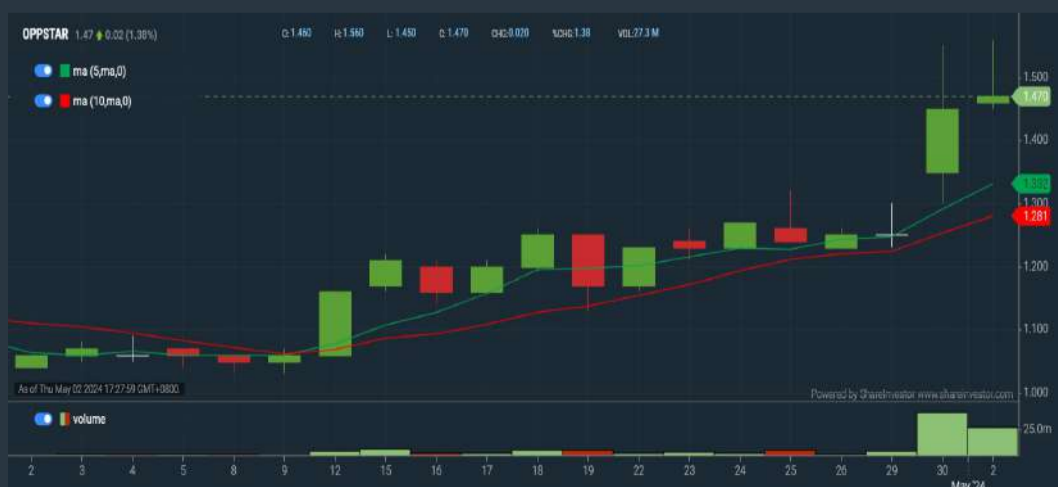 OPPSTAR 1.47 0.02 (1.38%) O: 1.460 H: 1.560 L: 1.450 C: 1.470 CHG:0.020 %CHG:1.38 VOL:27.3 M
ma (5,ma,0)
ma (10,ma,0)
1.500
1.470
1.400
1.300
1.281
1.200
1.100
1.000
As of Thu May 02 2024 17:27:59 GMT+0800.
Powered by ShareInvestor www.shareinvestor.com
volume
25.0m
2 3 4 5 8 9 12 15 16 17 18 19 22 23 24 25 26 29 30 2
May '24